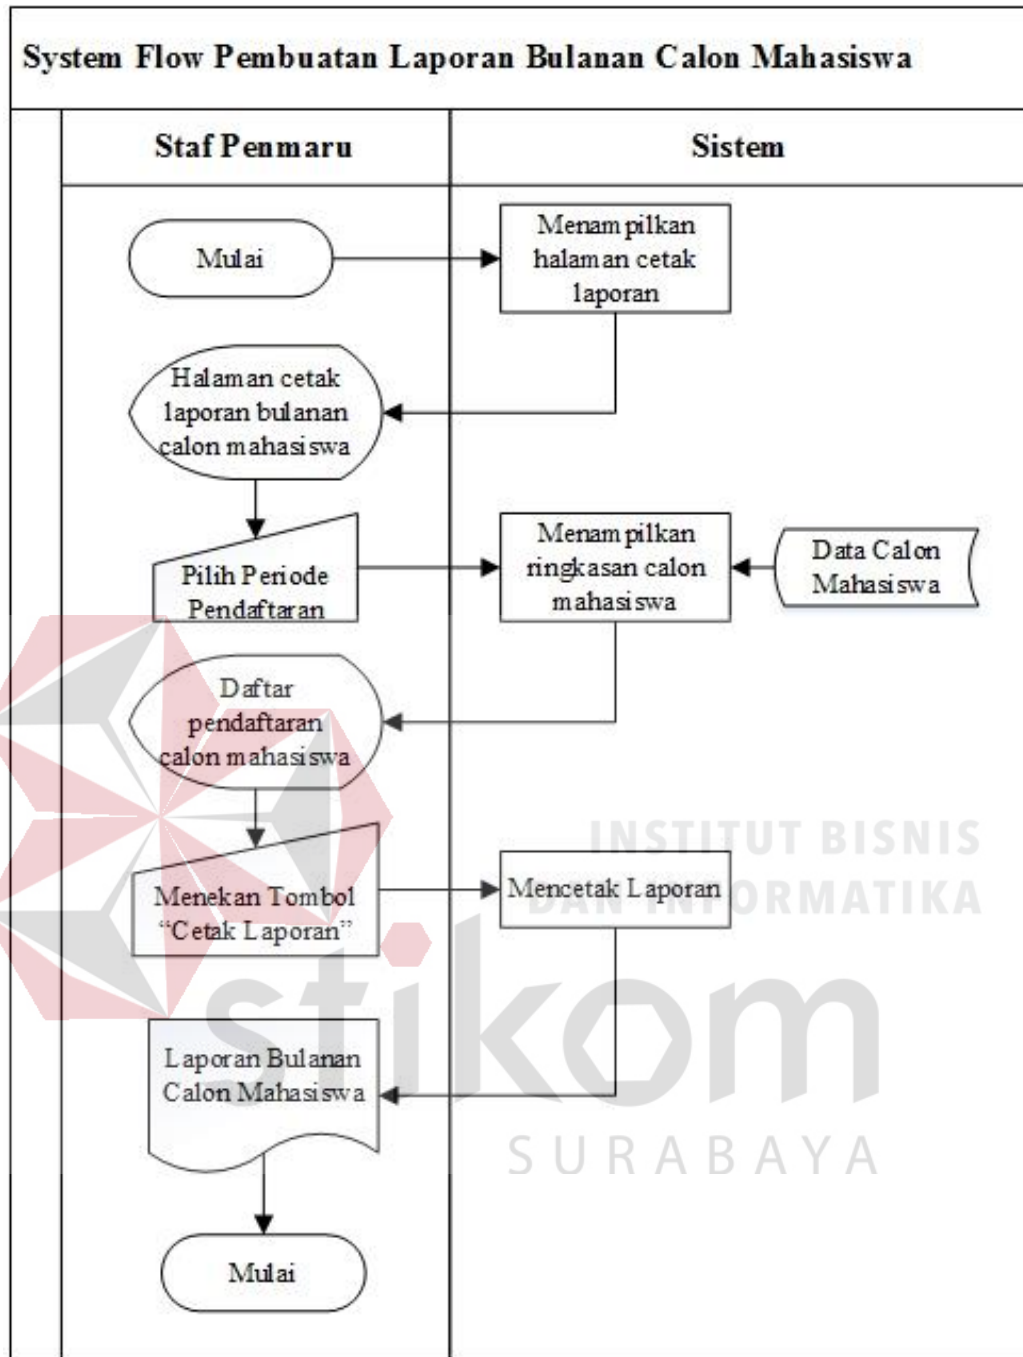 System Flow Pembuatan Laporan Bulanan Calon Mahasiswa
Staf Penmaru
Sistem
Mulai
Menampilkan
halaman cetak
laporan
Halaman cetak
laporan bulanan
calon mahasiswa
Pilih Periode
Pendaftaran
Menampilkan
ringkasan calon
mahasiswa
Data Calon
Mahasiswa
Daftar
pendaftaran
calon mahasiswa
Menekan Tombol
“Cetak Laporan”
Mencetak Laporan
Laporan Bulanan
Calon Mahasiswa
Mulai
INSTITUT BISNIS
DAN INFORMATIKA
stikom
SURABAYA